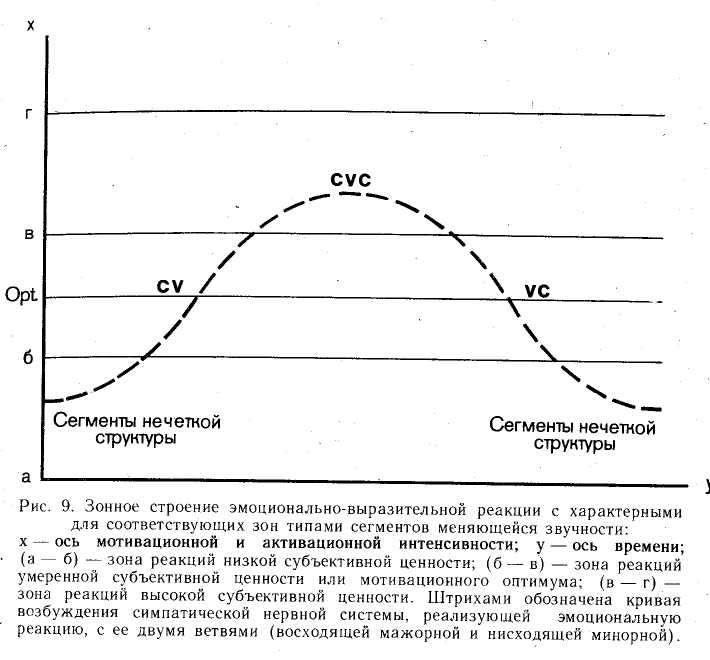 x
г
cvc
в
cv
Opt.
vc
б
Сегменты нечеткой
структуры
Сегменты нечеткой
структуры
а
у
Рис. 9. Зонное строение эмоционально-выразительной реакции с характерными
для соответствующих зон типами сегментов меняющейся звучности:
x — ось мотивационной и активационной интенсивности; у — ось времени;
(а — б) — зона реакций низкой субъективной ценности; (б — в) — зона реакций
умеренной субъективной ценности или мотивационного оптимума; (в — г) —
зона реакций высокой субъективной ценности. Штрихами обозначена кривая
возбуждения симпатической нервной системы, реализующей эмоциональную
реакцию, с ее двумя ветвями (восходящей мажорной и нисходящей минорной).